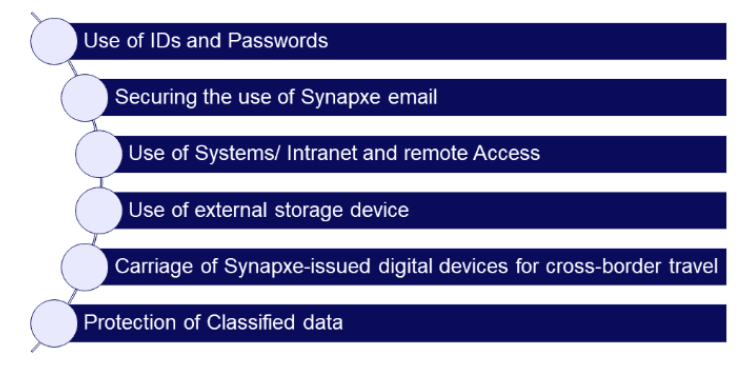 Use of IDs and Passwords
Securing the use of Synapxe email
Use of Systems/ Intranet and remote Access
Use of external storage device
Carriage of Synapxe-issued digital devices for cross-border travel
Protection of Classified data